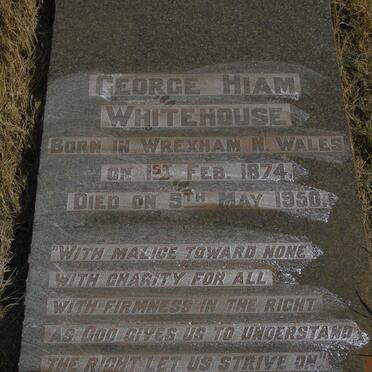 GEORGE HIAM
WHITEHOUSE
BORN IN WREXHAM N. WALES
ON 1ST FEB. 1874.
DIED ON 5TH MAY 1950.
"WITH MALICE TOWARD NONE
WITH CHARITY FOR ALL
WITH FIRMNESS IN THE RIGHT
AS GOD GIVES US TO UNDERSTAND
THE RIGHT LET US STRIVE ON.